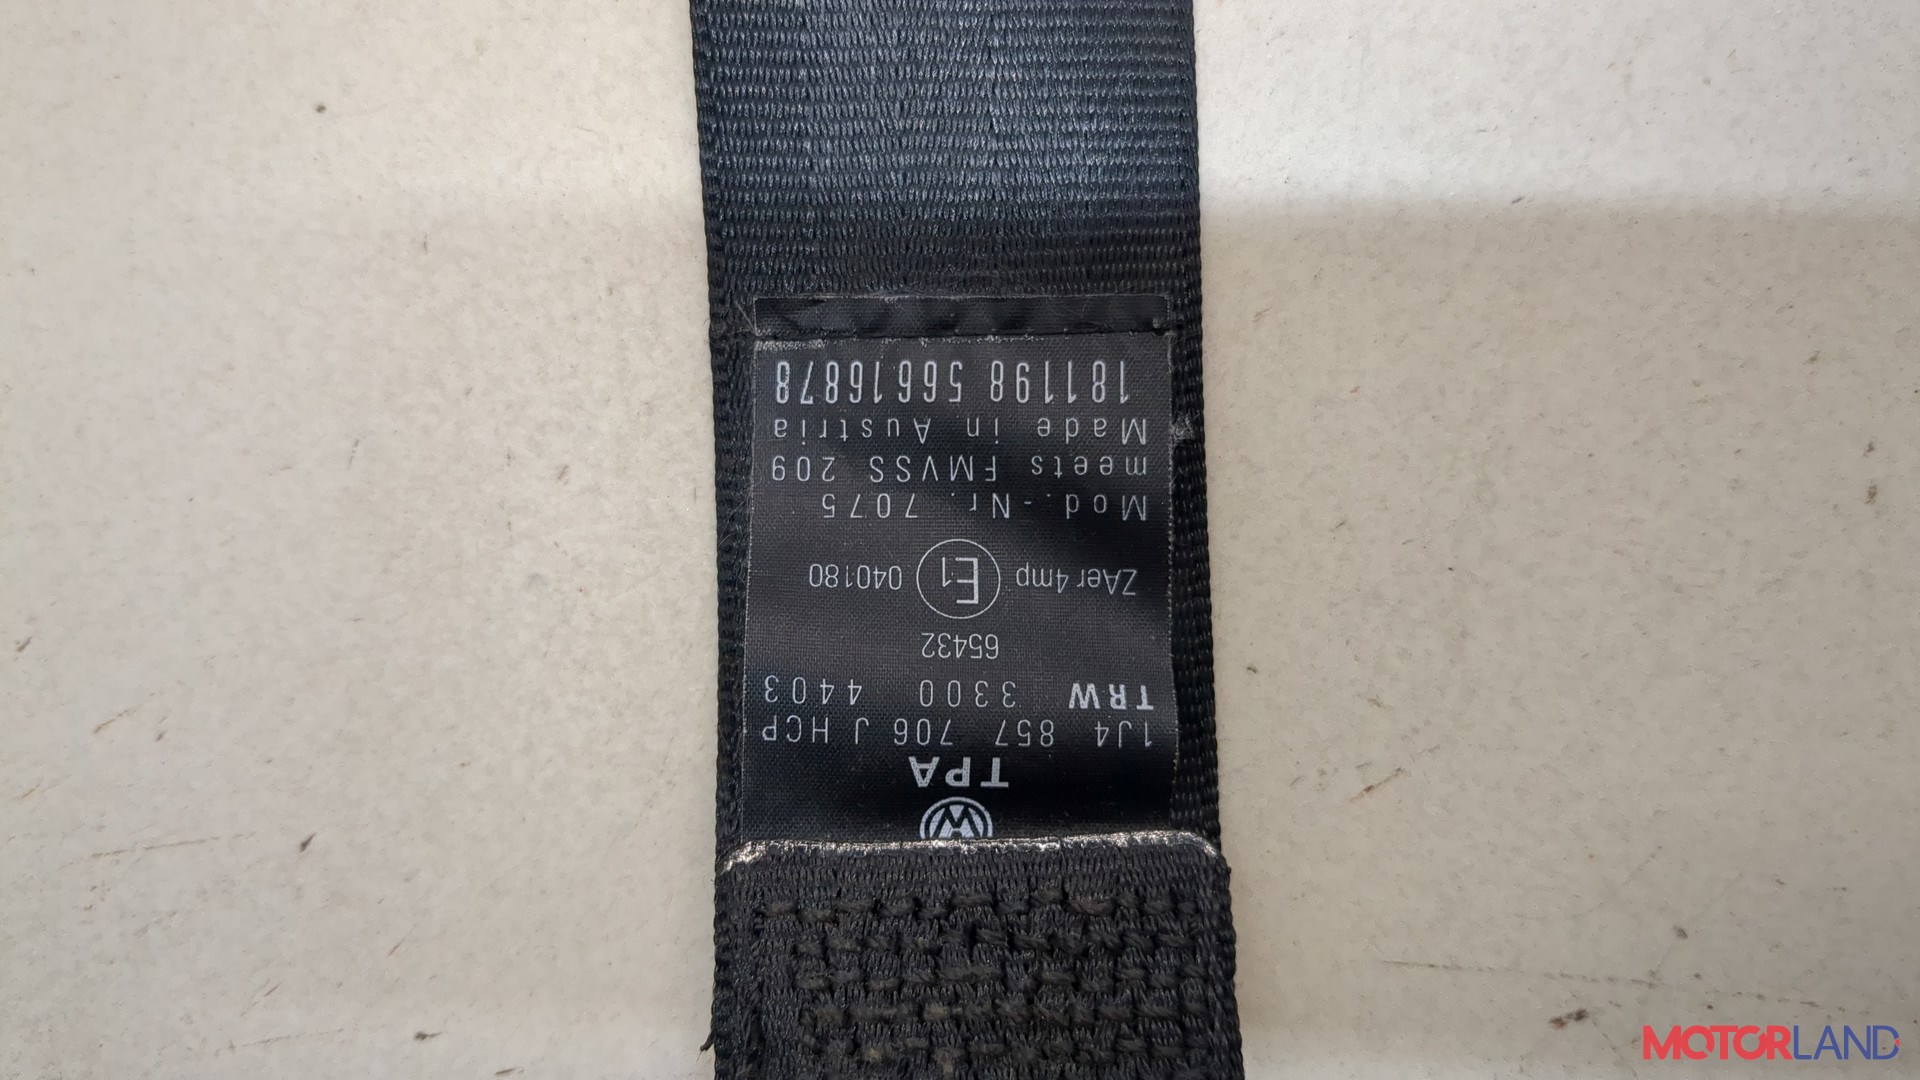 TPA
1J4 857 706 J HCP
TRW 3300 4403
65432
ZAer4mp E1 040180
Mod.-Nr. 7075
meets FMVSS 209
Made in Austria
181198 56616878
MOTORLAND